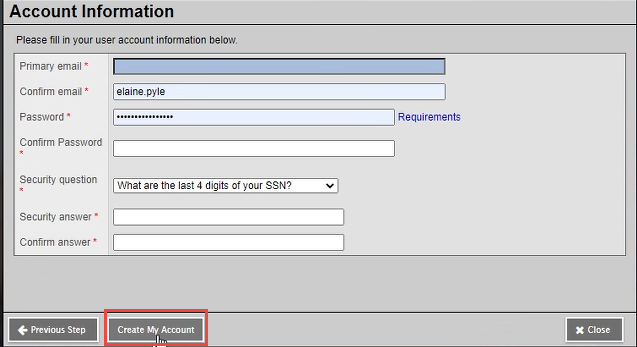 Account Information
Please fill in your user account information below.
Primary email *
Confirm email * elaine.pyle
Password * •••••••••••••••• Requirements
Confirm Password
*
Security question What are the last 4 digits of your SSN?
*
Security answer *
Confirm answer *
Previous Step Create My Account Close